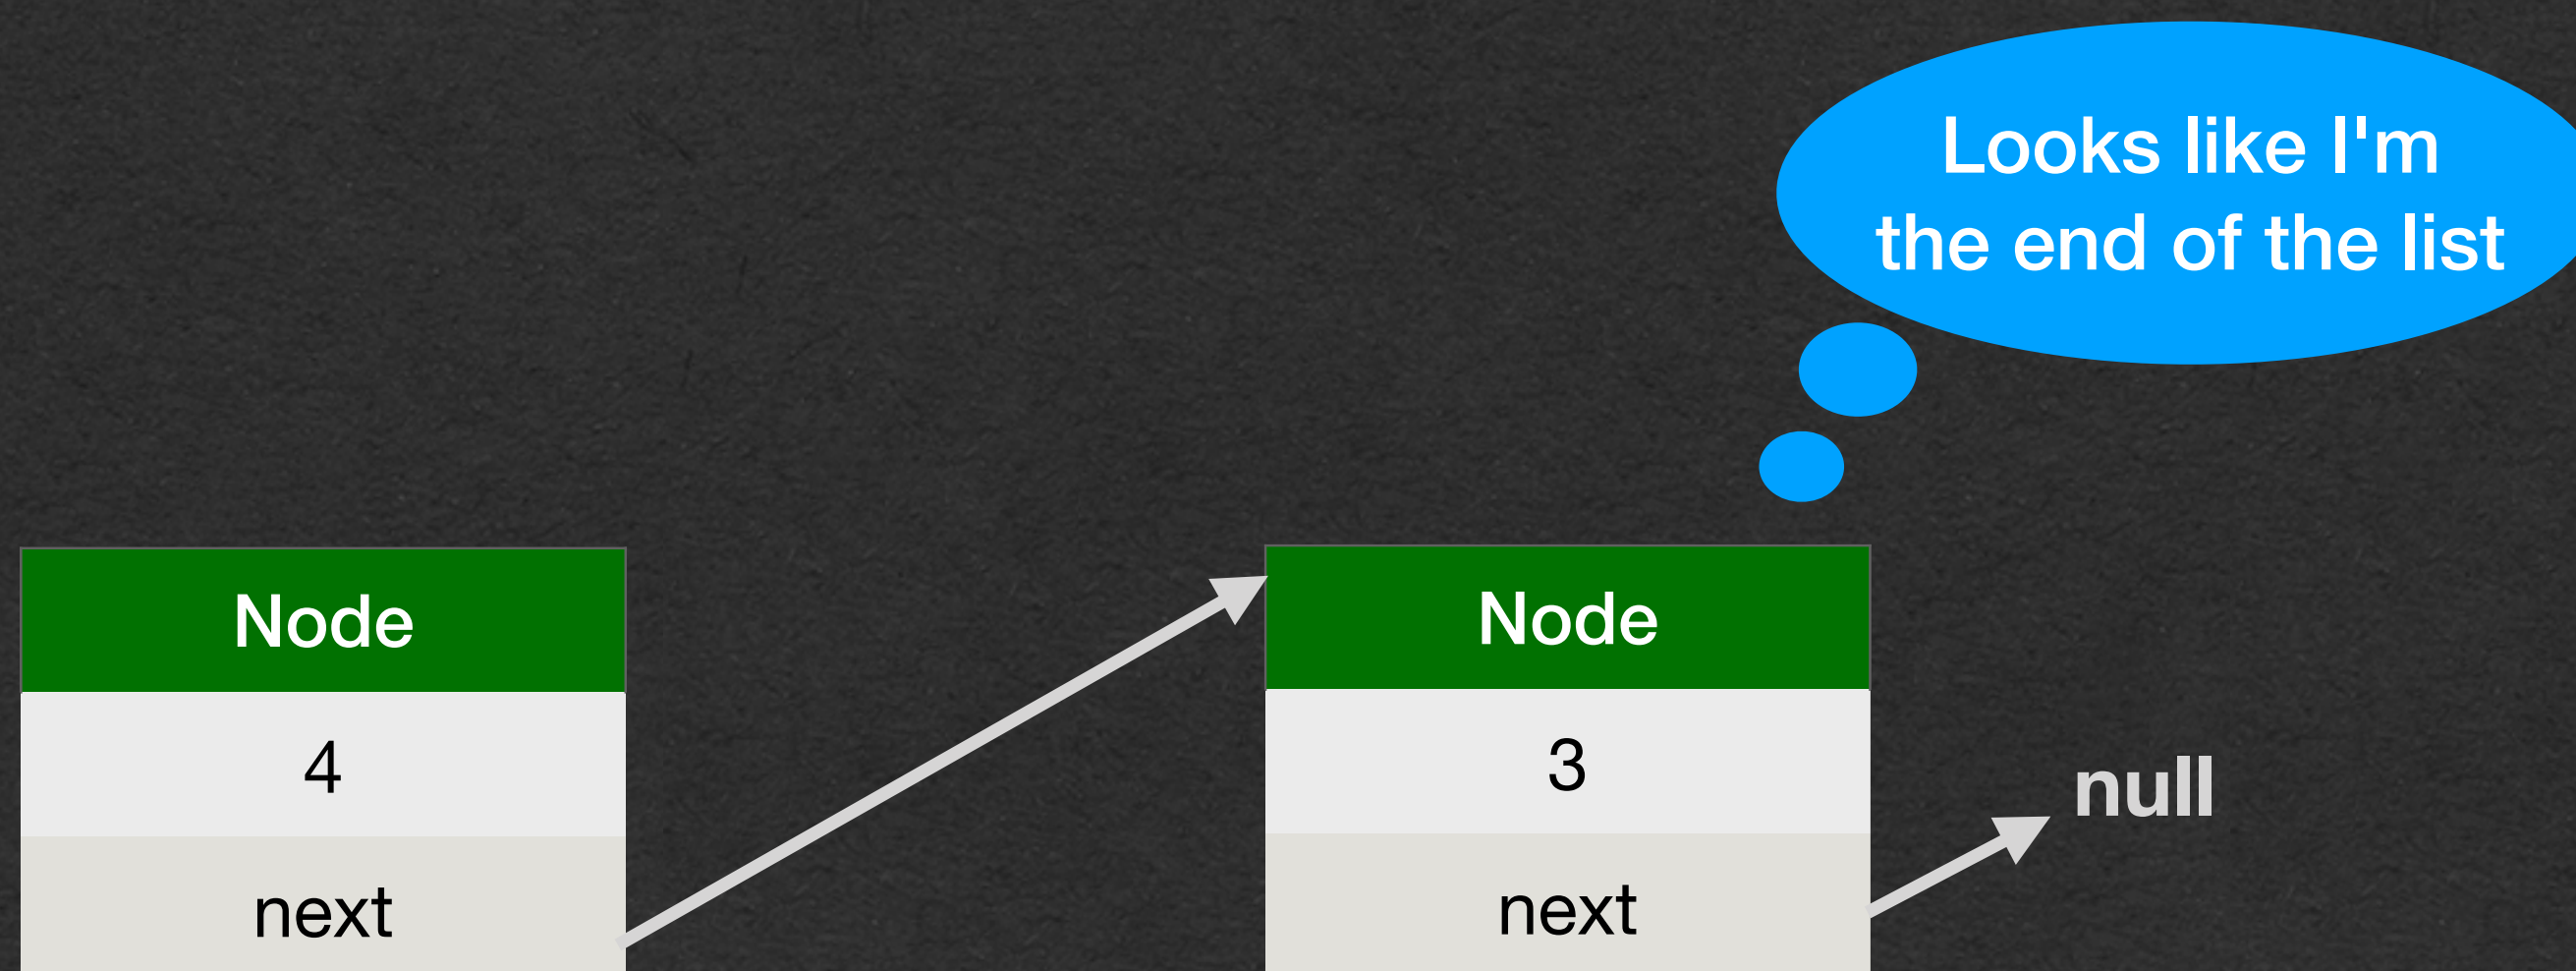 Looks like I'm
the end of the list
Node
4
next
Node
3
next
null